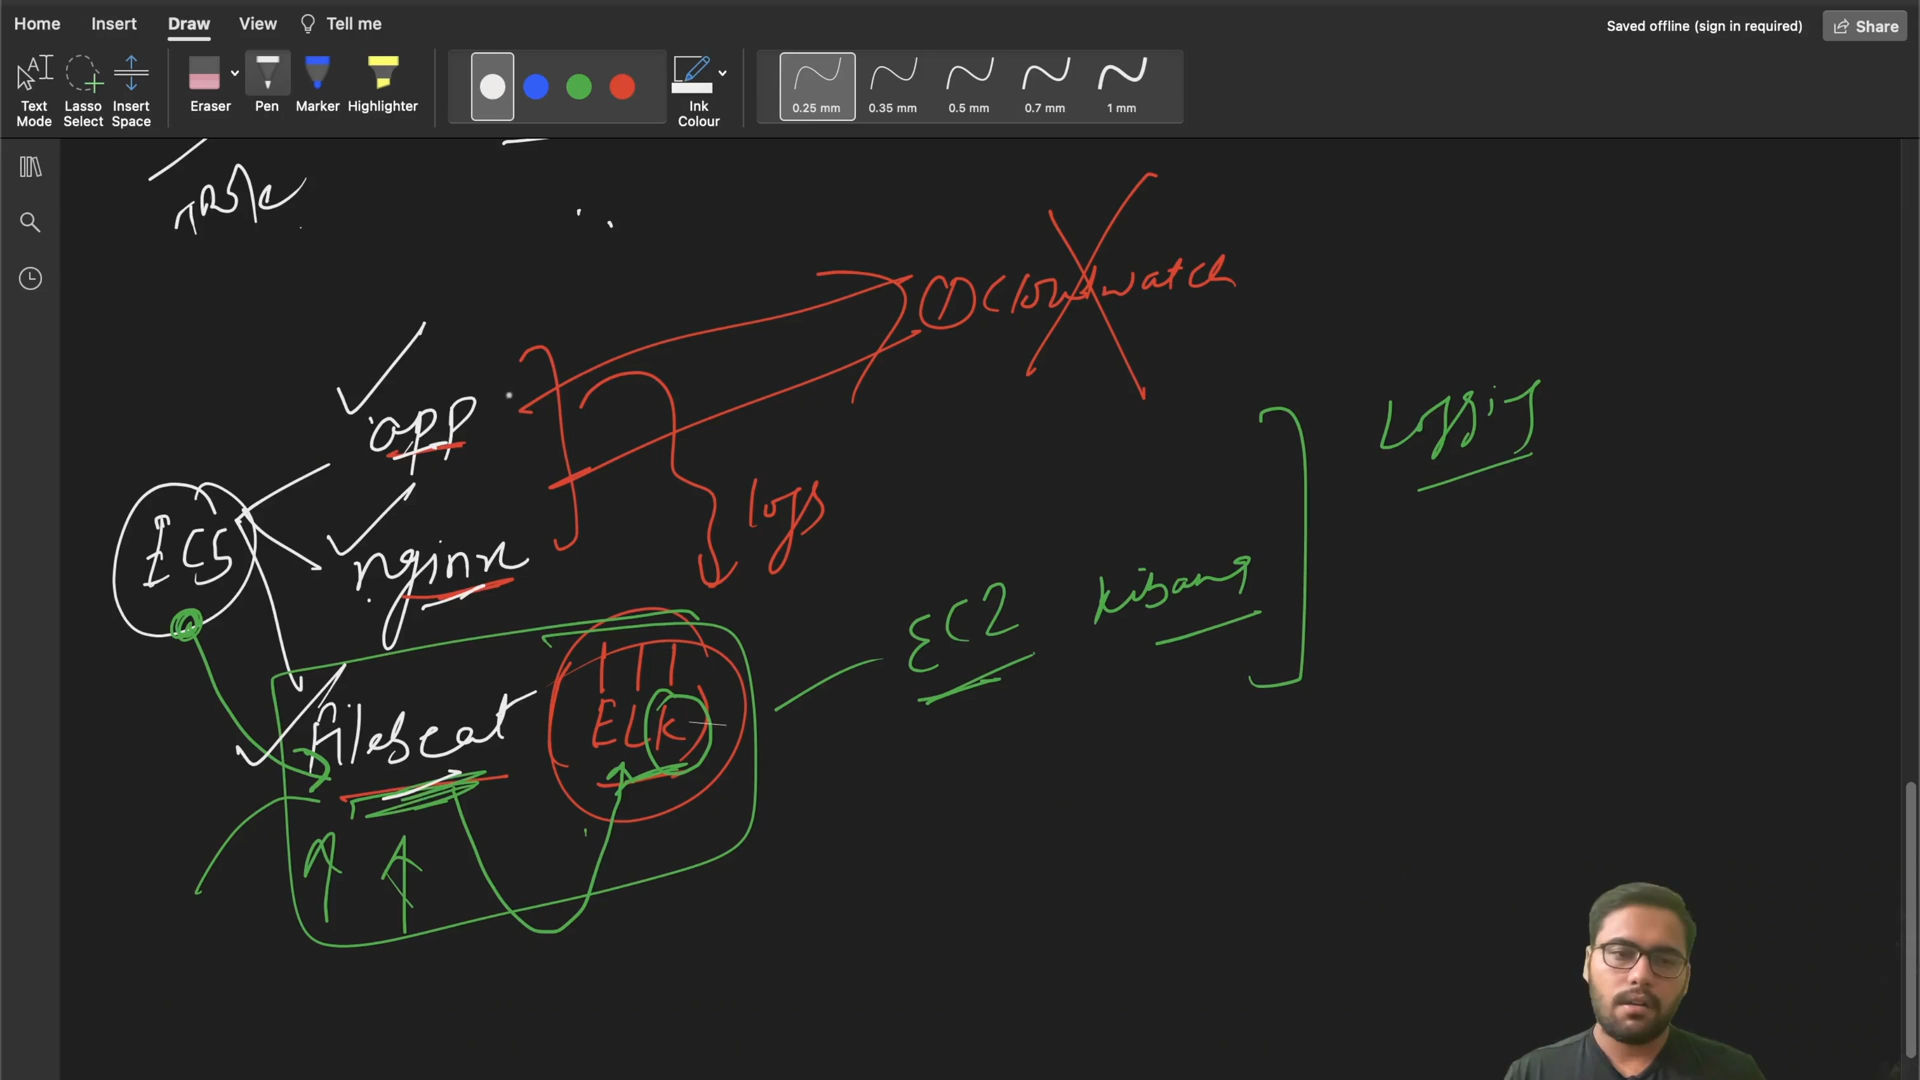 Home Insert Draw View Tell me
Saved offline (sign in required) Share
Text Mode
Lasso Select
Insert Space
Eraser
Pen
Marker
Highlighter
Ink Colour
0.25 mm 0.35 mm 0.5 mm 0.7 mm 1 mm
① Cloudwatch
app
logs
ECS
nginx
EC2
filebeat
ELK